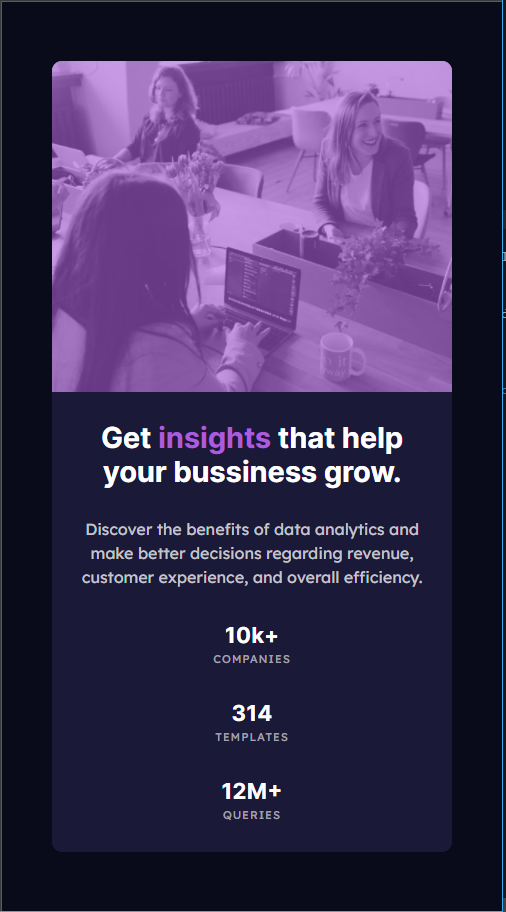 Get insights that help
your bussiness grow.
Discover the benefits of data analytics and
make better decisions regarding revenue,
customer experience, and overall efficiency.
10k+
COMPANIES
314
TEMPLATES
12M+
QUERIES